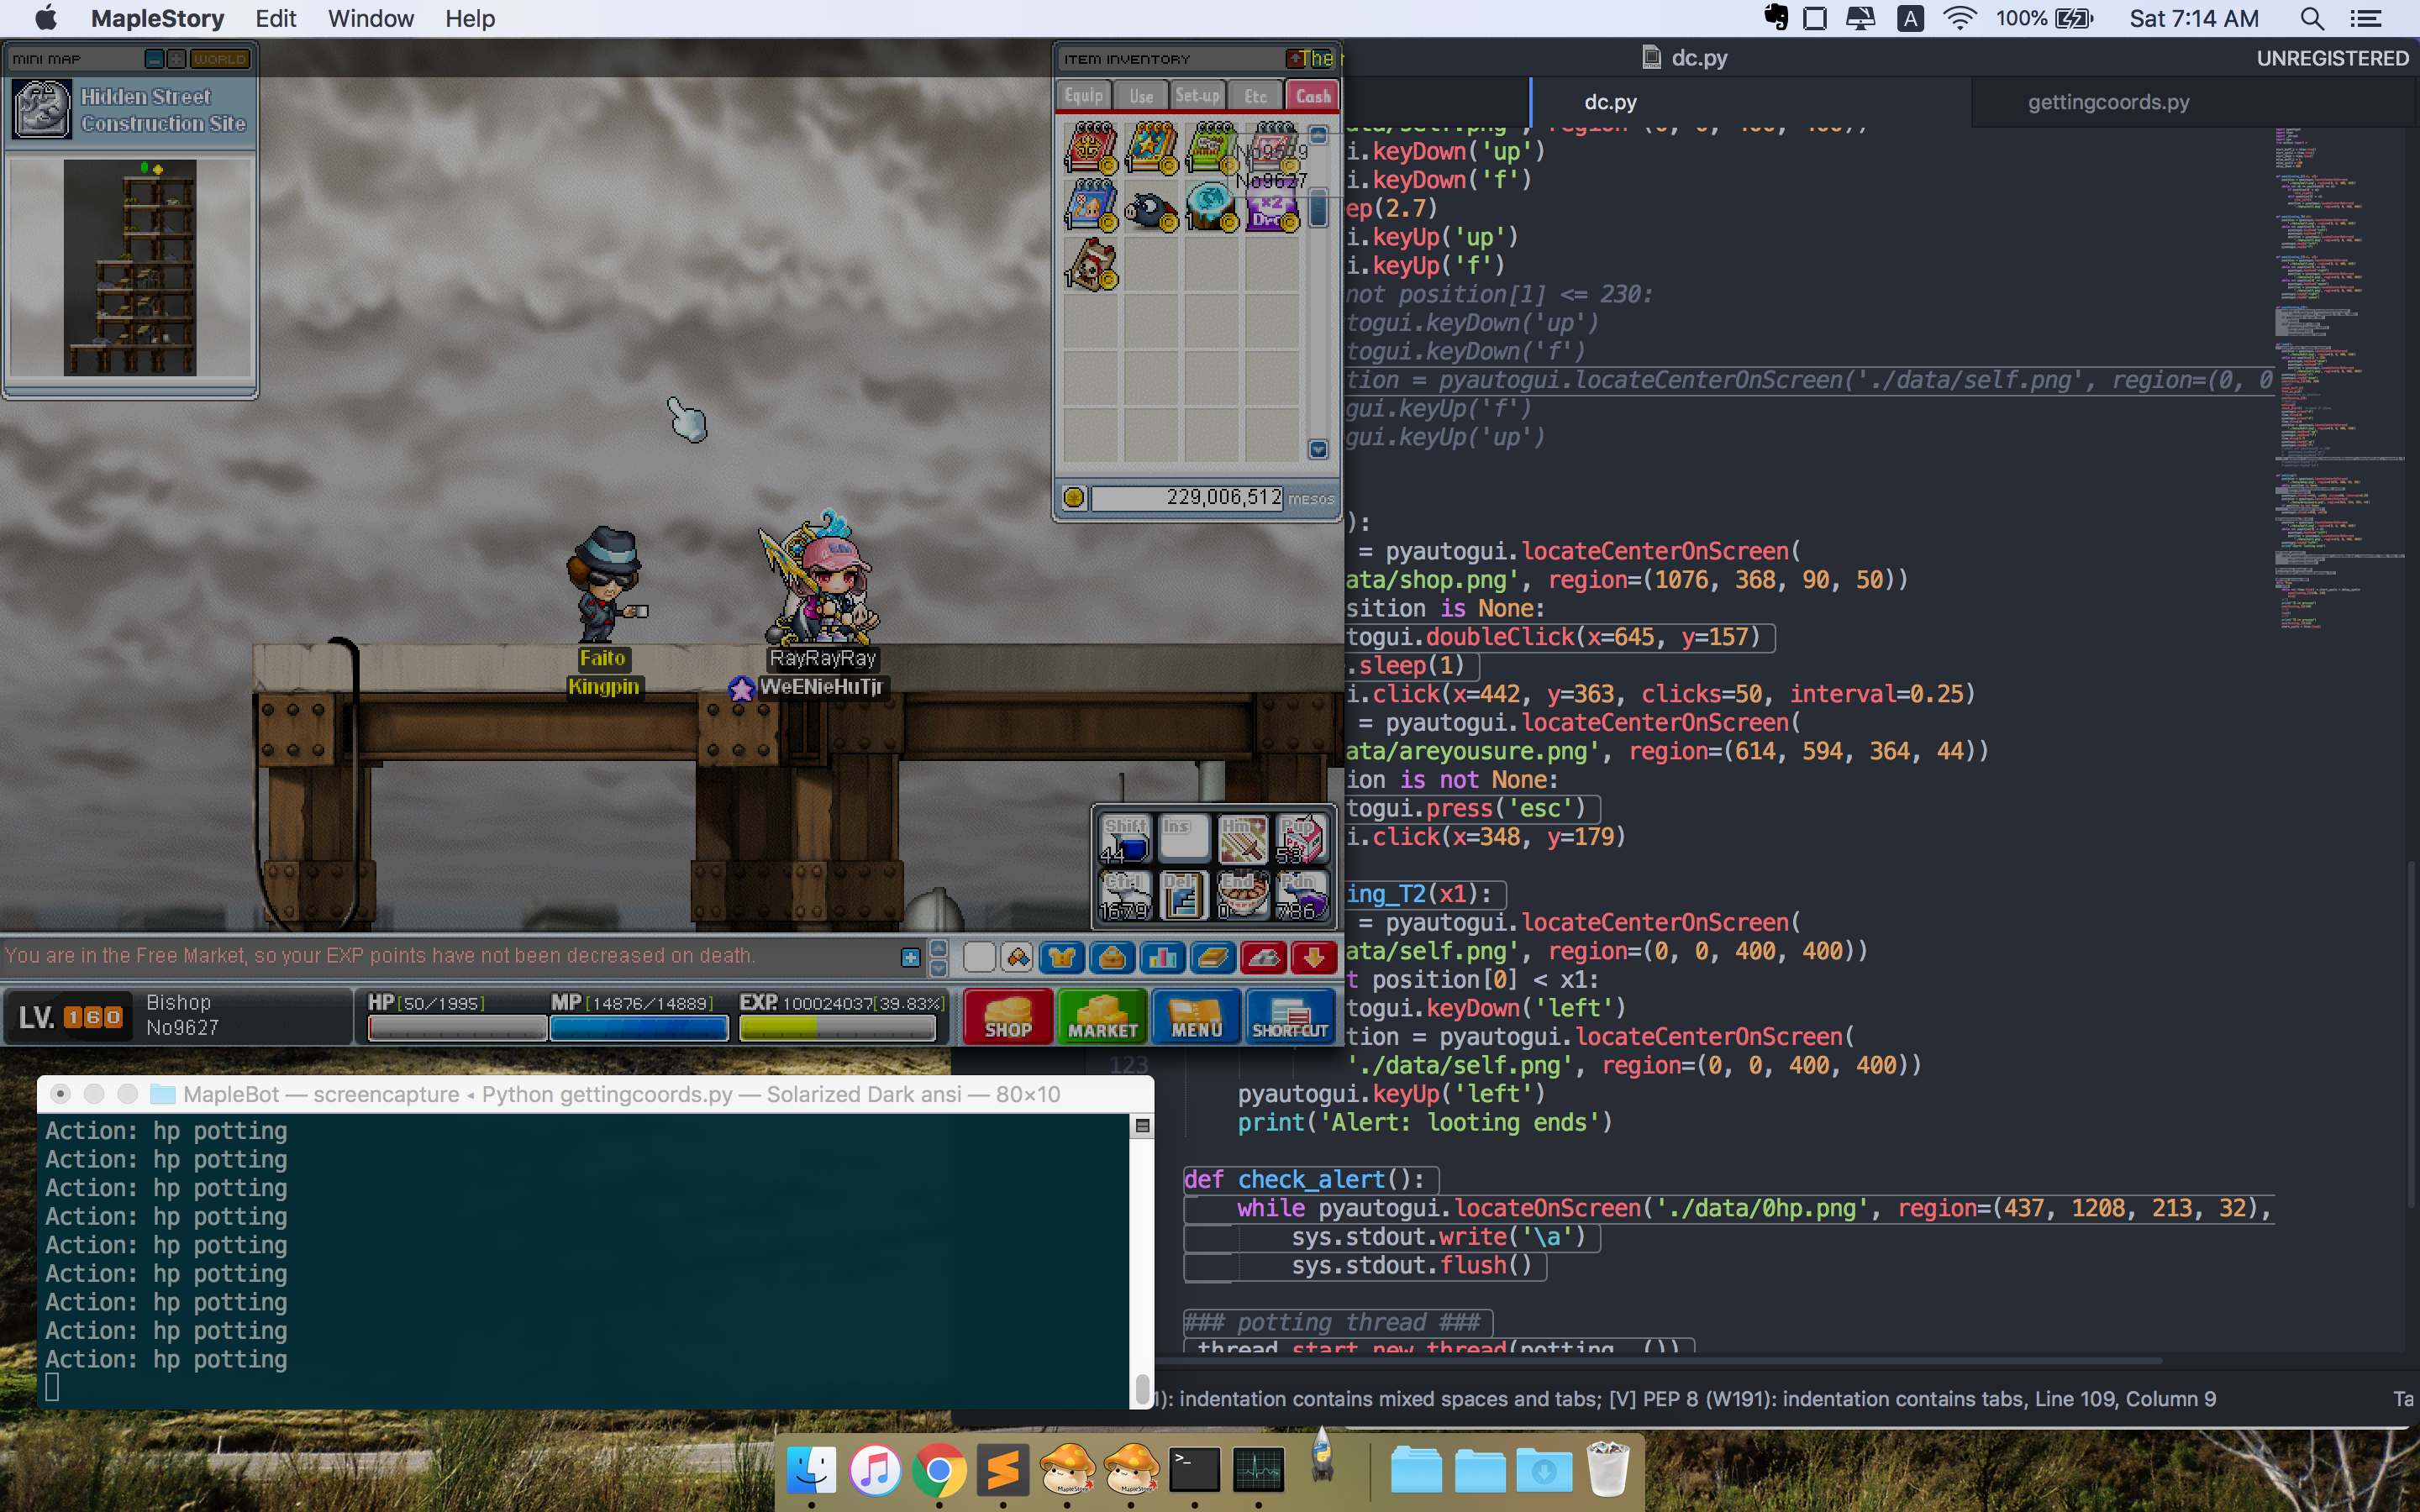 MapleStory Edit Window Help
A 100% Sat 7:14 AM
MINI MAP WORLD
Hidden Street
Construction Site
ITEM INVENTORY
The
Equip Use Set-up Etc Cash
No9627
229,006,512 MESOS
Faito
Kingpin
RayRayRay
WeENieHuTjr
Shift Ins Hm Pup
44 53
Ctrl Del End Pdn
1679 0 786
You are in the Free Market, so your EXP points have not been decreased on death.
LV. 160
Bishop
No9627
HP[50/1995] MP[14876/14889] EXP. 100024037[39.83%]
SHOP MARKET MENU SHORTCUT
dc.py
UNREGISTERED
dc.py gettingcoords.py
i.keyDown('up')
i.keyDown('f')
ep(2.7)
i.keyUp('up')
i.keyUp('f')
not position[1] <= 230:
togui.keyDown('up')
togui.keyDown('f')
tion = pyautogui.locateCenterOnScreen('./data/self.png', region=(0, 0
gui.keyUp('f')
gui.keyUp('up')
):
= pyautogui.locateCenterOnScreen(
ata/shop.png', region=(1076, 368, 90, 50))
sition is None:
togui.doubleClick(x=645, y=157)
.sleep(1)
i.click(x=442, y=363, clicks=50, interval=0.25)
= pyautogui.locateCenterOnScreen(
ata/areyousure.png', region=(614, 594, 364, 44))
ion is not None:
togui.press('esc')
i.click(x=348, y=179)
ing_T2(x1):
= pyautogui.locateCenterOnScreen(
ata/self.png', region=(0, 0, 400, 400))
t position[0] < x1:
togui.keyDown('left')
tion = pyautogui.locateCenterOnScreen(
123 './data/self.png', region=(0, 0, 400, 400))
pyautogui.keyUp('left')
print('Alert: looting ends')
def check_alert():
while pyautogui.locateOnScreen('./data/0hp.png', region=(437, 1208, 213, 32),
sys.stdout.write('\a')
sys.stdout.flush()
### potting thread ###
thread.start_new_thread(potting, ())
1): indentation contains mixed spaces and tabs; [V] PEP 8 (W191): indentation contains tabs, Line 109, Column 9 Ta
MapleBot — screencapture ◂ Python gettingcoords.py — Solarized Dark ansi — 80×10
Action: hp potting
Action: hp potting
Action: hp potting
Action: hp potting
Action: hp potting
Action: hp potting
Action: hp potting
Action: hp potting
Action: hp potting